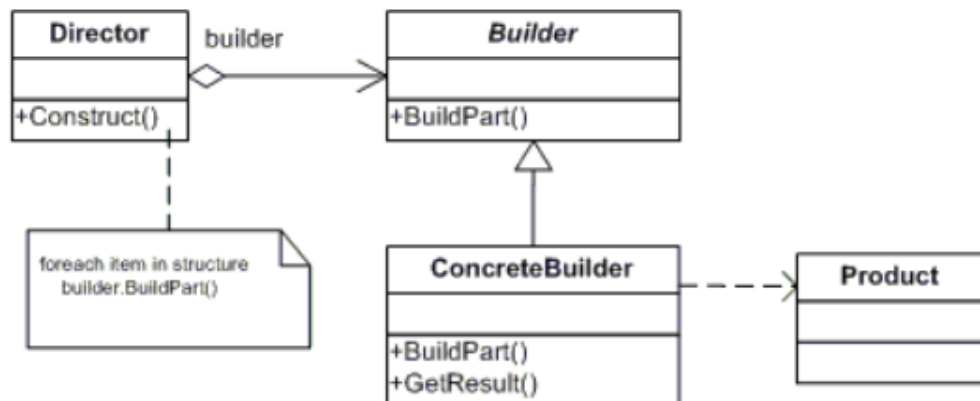 Director
builder
Builder
+Construct()
+BuildPart()
foreach item in structure
builder.BuildPart()
ConcreteBuilder
Product
+BuildPart()
+GetResult()